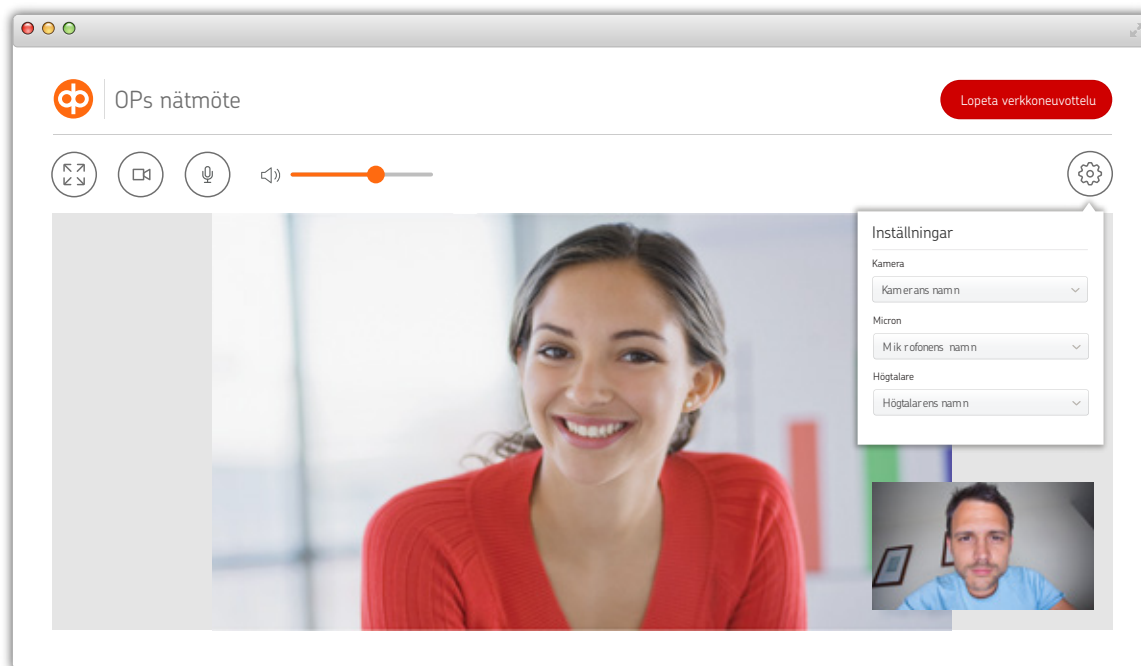 OPs nätmöte
Lopeta verkkoneuvottelu
Inställningar
Kamera
Kamerans namn
Micron
Mikrofonens namn
Högtalare
Högtalarens namn